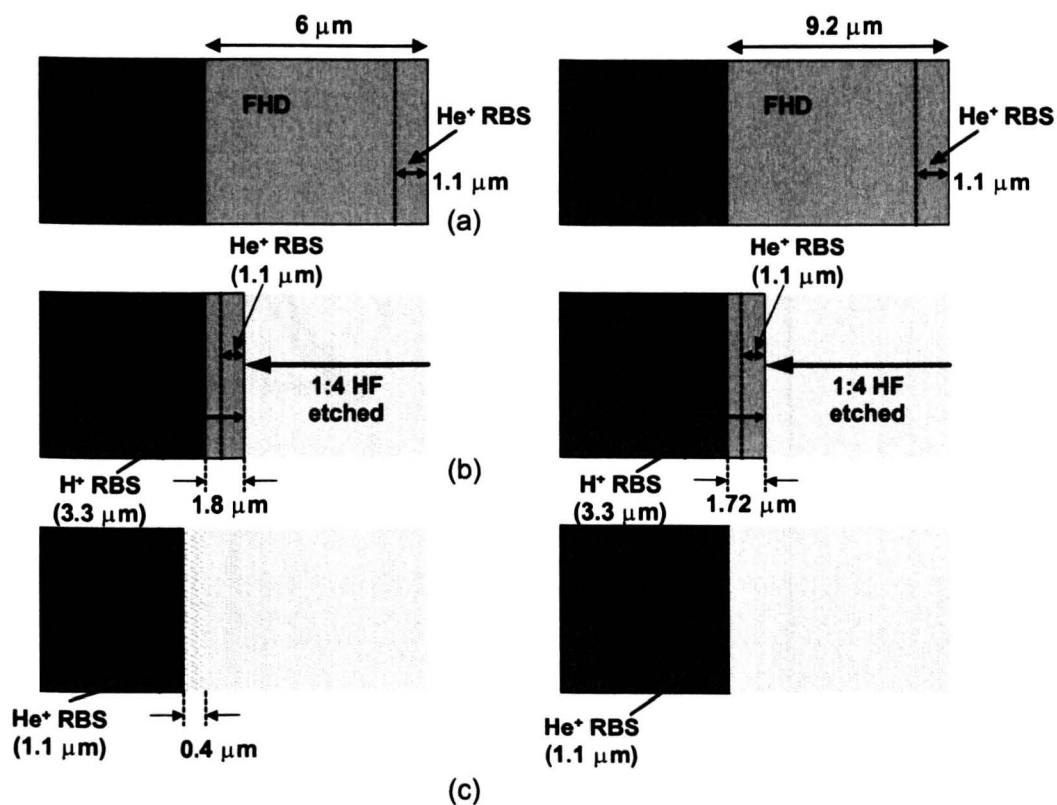 6 μm
9.2 μm
FHD
He⁺ RBS
1.1 μm
FHD
He⁺ RBS
1.1 μm
(a)
He⁺ RBS
(1.1 μm)
He⁺ RBS
(1.1 μm)
1:4 HF
etched
1:4 HF
etched
(b)
H⁺ RBS
(3.3 μm)
1.8 μm
H⁺ RBS
(3.3 μm)
1.72 μm
He⁺ RBS
(1.1 μm)
0.4 μm
He⁺ RBS
(1.1 μm)
(c)